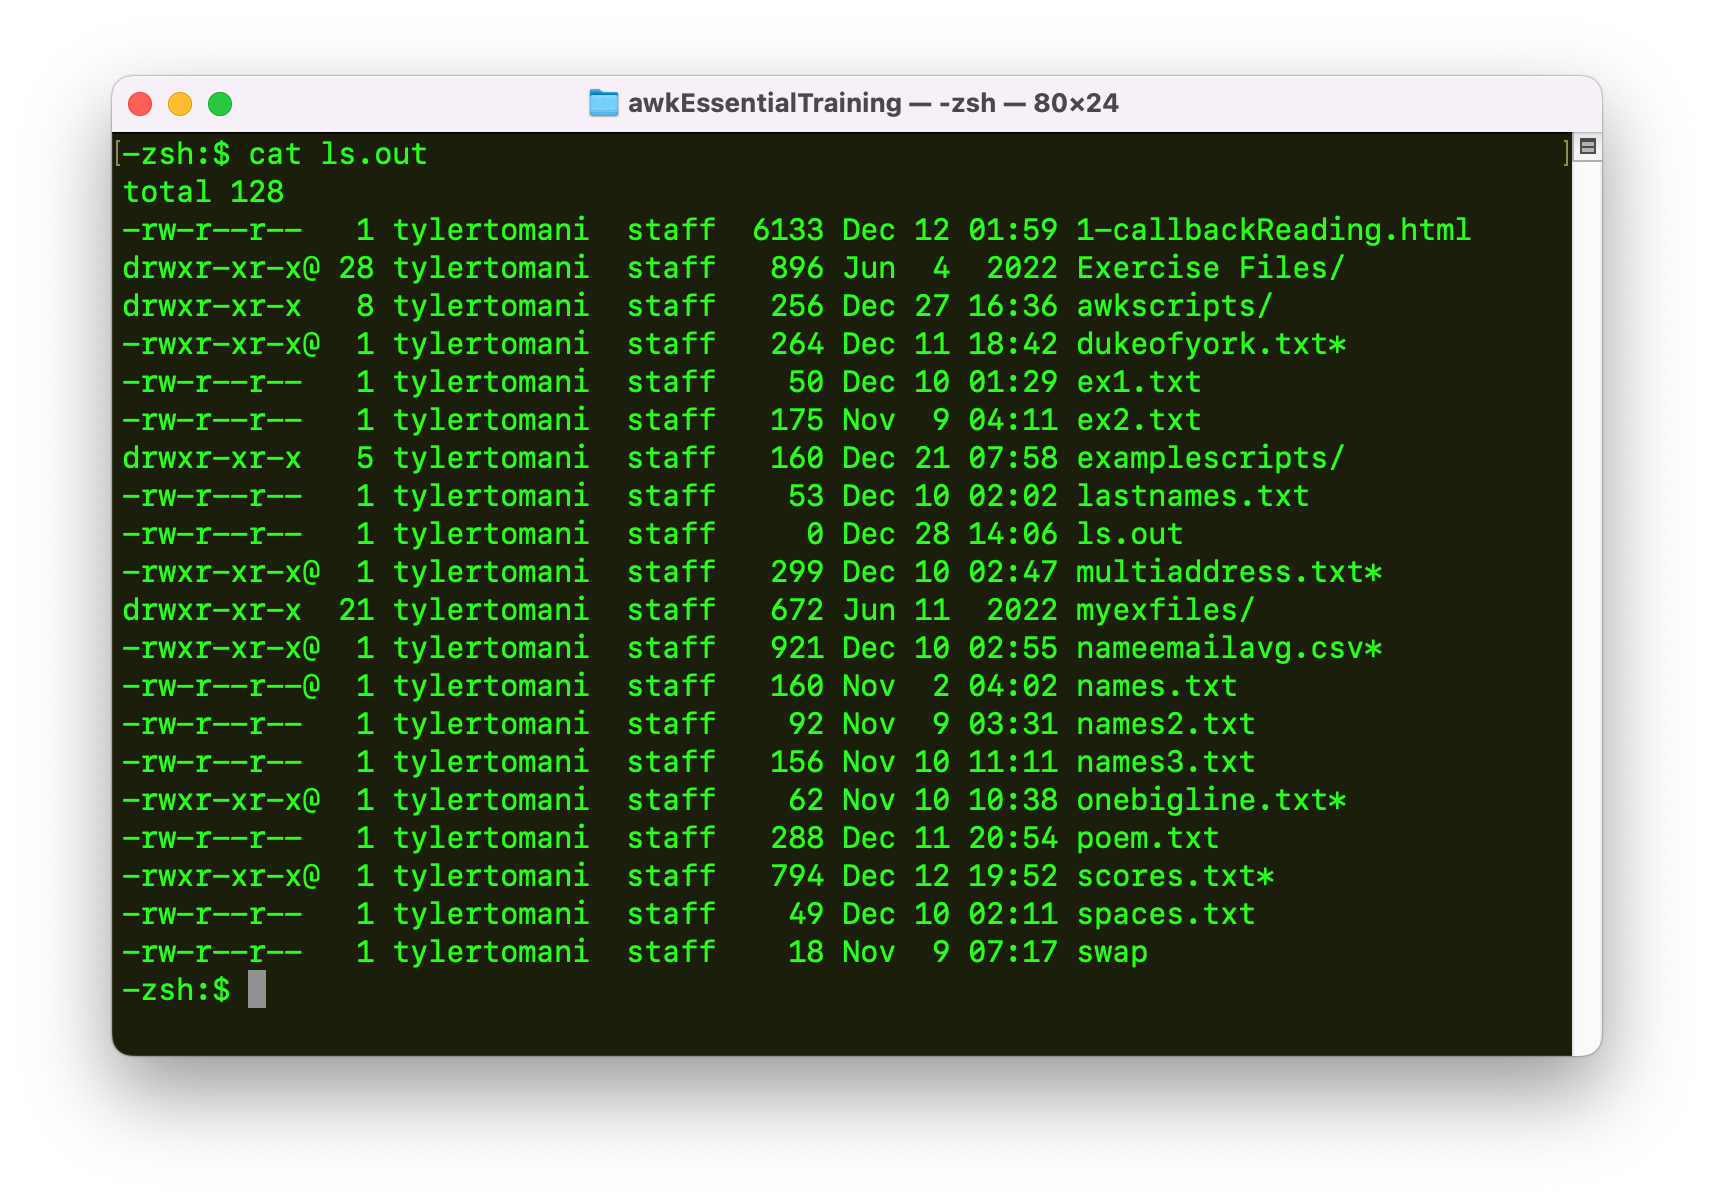 awkEssentialTraining — -zsh — 80×24
-zsh:$ cat ls.out
total 128
-rw-r--r--   1 tylertomani  staff  6133 Dec 12 01:59 1-callbackReading.html
drwxr-xr-x@ 28 tylertomani  staff   896 Jun  4  2022 Exercise Files/
drwxr-xr-x   8 tylertomani  staff   256 Dec 27 16:36 awkscripts/
-rwxr-xr-x@  1 tylertomani  staff   264 Dec 11 18:42 dukeofyork.txt*
-rw-r--r--   1 tylertomani  staff    50 Dec 10 01:29 ex1.txt
-rw-r--r--   1 tylertomani  staff   175 Nov  9 04:11 ex2.txt
drwxr-xr-x   5 tylertomani  staff   160 Dec 21 07:58 examplescripts/
-rw-r--r--   1 tylertomani  staff    53 Dec 10 02:02 lastnames.txt
-rw-r--r--   1 tylertomani  staff     0 Dec 28 14:06 ls.out
-rwxr-xr-x@  1 tylertomani  staff   299 Dec 10 02:47 multiaddress.txt*
drwxr-xr-x  21 tylertomani  staff   672 Jun 11  2022 myexfiles/
-rwxr-xr-x@  1 tylertomani  staff   921 Dec 10 02:55 nameemailavg.csv*
-rw-r--r--@  1 tylertomani  staff   160 Nov  2 04:02 names.txt
-rw-r--r--   1 tylertomani  staff    92 Nov  9 03:31 names2.txt
-rw-r--r--   1 tylertomani  staff   156 Nov 10 11:11 names3.txt
-rwxr-xr-x@  1 tylertomani  staff    62 Nov 10 10:38 onebigline.txt*
-rw-r--r--   1 tylertomani  staff   288 Dec 11 20:54 poem.txt
-rwxr-xr-x@  1 tylertomani  staff   794 Dec 12 19:52 scores.txt*
-rw-r--r--   1 tylertomani  staff    49 Dec 10 02:11 spaces.txt
-rw-r--r--   1 tylertomani  staff    18 Nov  9 07:17 swap
-zsh:$